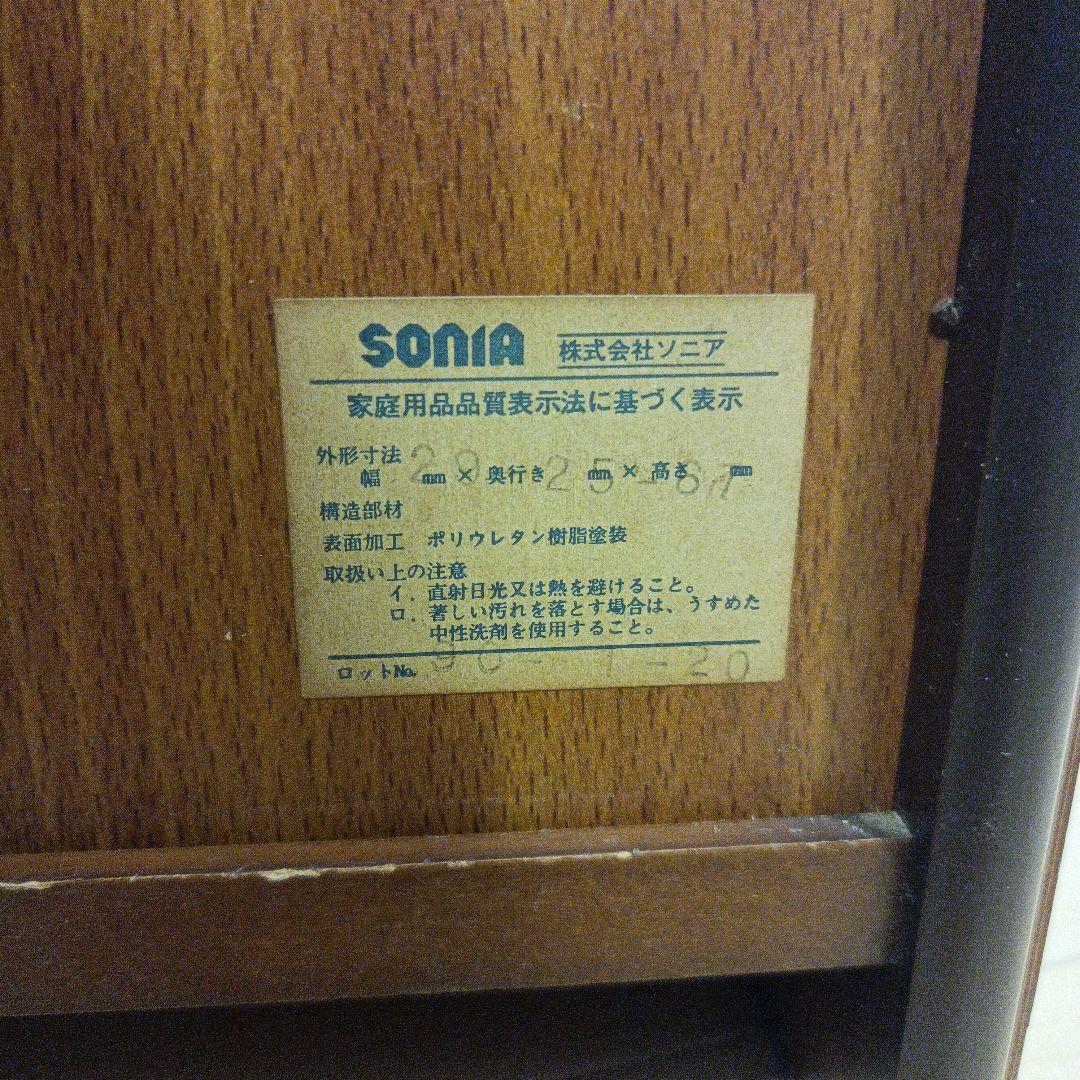 SONIA 株式会社ソニア
家庭用品品質表示法に基づく表示
外形寸法
幅 ㎜ × 奥行き ㎜ × 高さ ㎜
29 25-67
構造部材
表面加工 ポリウレタン樹脂塗装
取扱い上の注意
イ. 直射日光又は熱を避けること。
ロ. 著しい汚れを落とす場合は、うすめた
中性洗剤を使用すること。
ロット№ -1-20